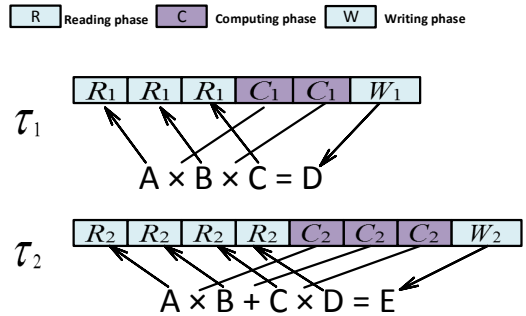 R Reading phase C Computing phase W Writing phase
R1 R1 R1 C1 C1 W1
τ1
A × B × C = D
R2 R2 R2 R2 C2 C2 C2 W2
τ2
A × B + C × D = E